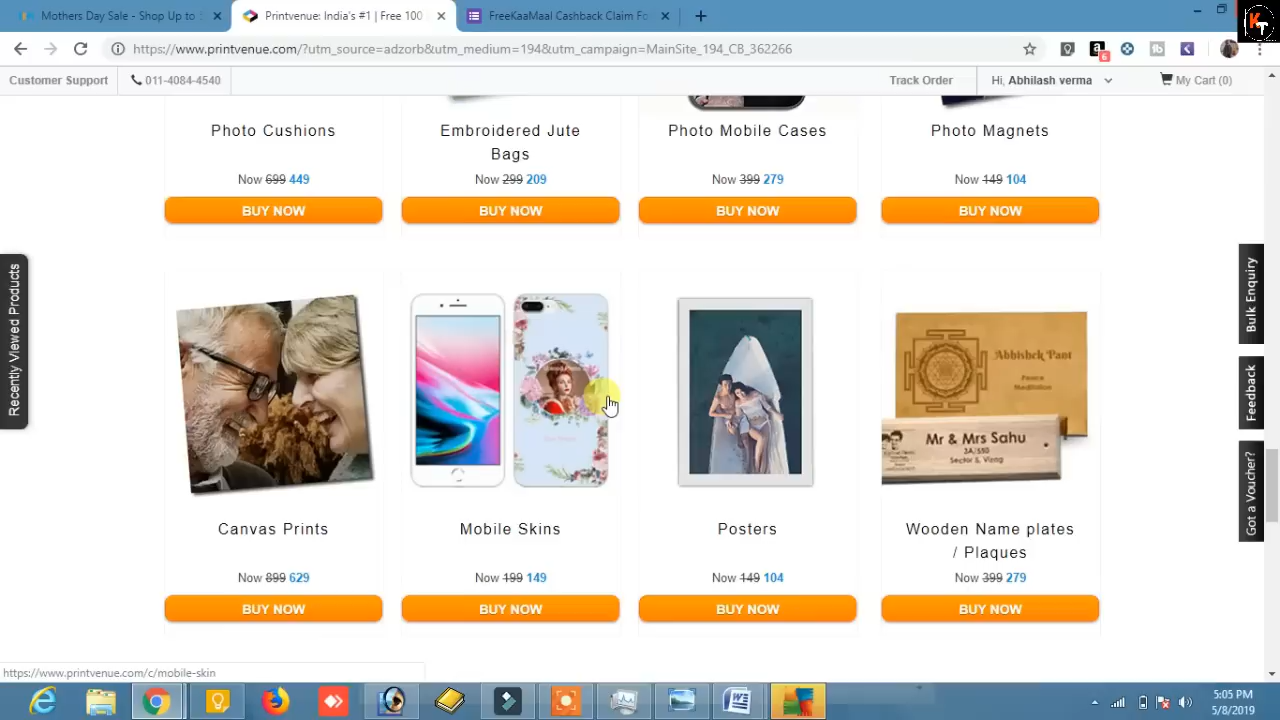 Mothers Day Sale - Shop Up to
Printvenue: India's #1 | Free 100
FreeKaaMaal Cashback Claim Fo
KT
https://www.printvenue.com/?utm_source=adzorb&utm_medium=194&utm_campaign=MainSite_194_CB_362266
Customer Support
011-4084-4540
Track Order
Hi, Abhilash verma
My Cart (0)
Photo Cushions
Embroidered Jute
Bags
Photo Mobile Cases
Photo Magnets
Now 699 449
Now 299 209
Now 399 279
Now 149 104
BUY NOW
BUY NOW
BUY NOW
BUY NOW
Recently Viewed Products
Bulk Enquiry
Feedback
Got a Voucher?
Abhishek Pant
Mr & Mrs Sahu
Canvas Prints
Mobile Skins
Posters
Wooden Name plates
/ Plaques
Now 899 629
Now 199 149
Now 149 104
Now 399 279
BUY NOW
BUY NOW
BUY NOW
BUY NOW
https://www.printvenue.com/c/mobile-skin
5:05 PM
5/8/2019